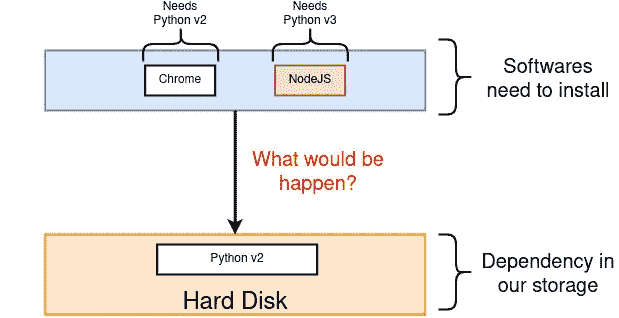 Needs
Python v2
Needs
Python v3
Chrome
NodeJS
Softwares
need to install
What would be
happen?
Python v2
Hard Disk
Dependency in
our storage